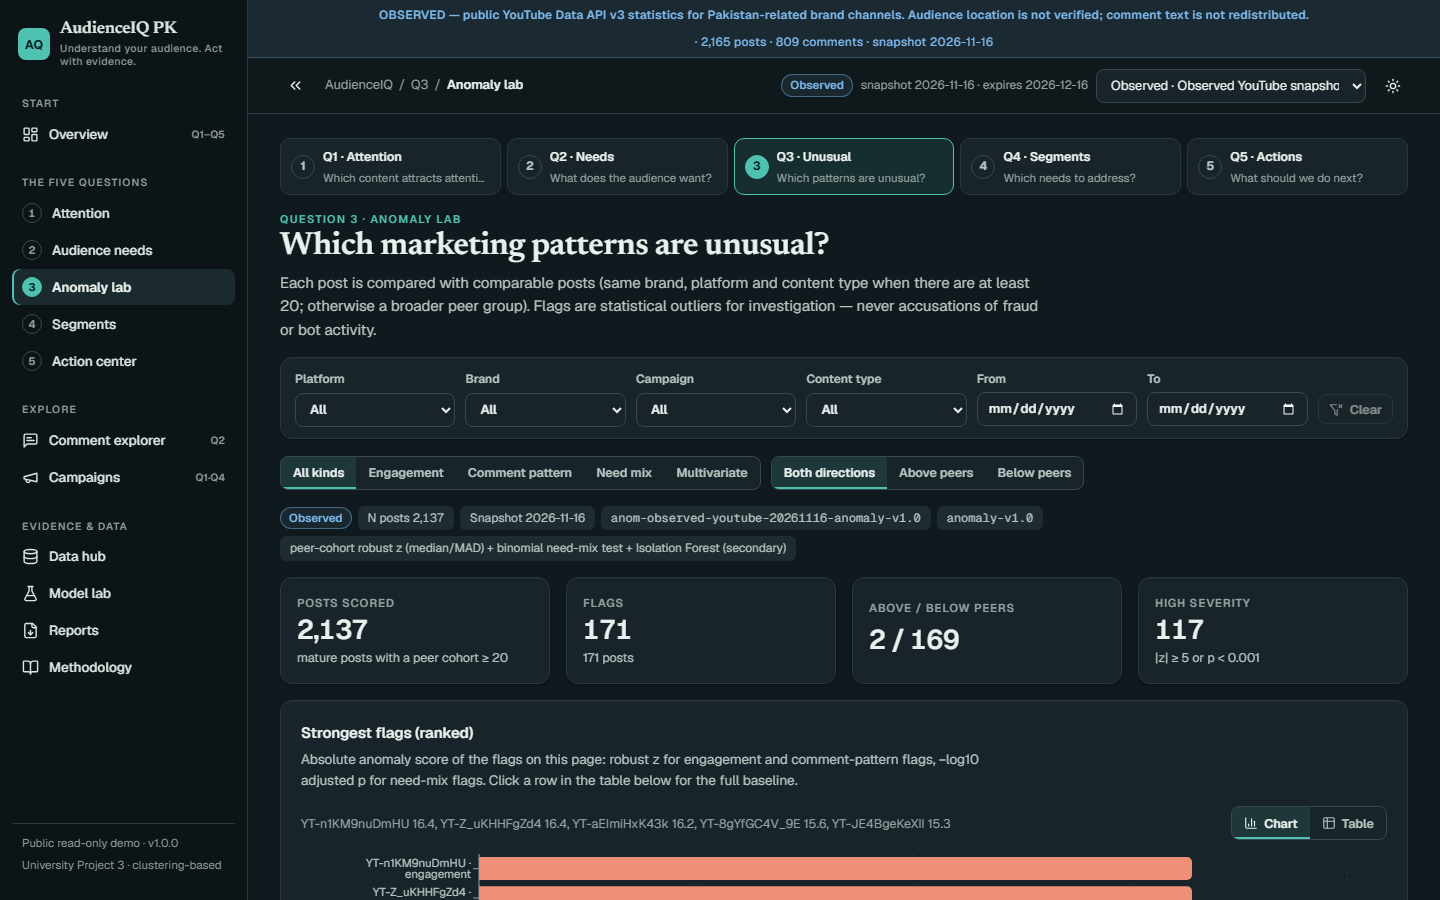 AQ
AudienceIQ PK
Understand your audience. Act
with evidence.
START
Overview Q1–Q5
THE FIVE QUESTIONS
1 Attention
2 Audience needs
3 Anomaly lab
4 Segments
5 Action center
EXPLORE
Comment explorer Q2
Campaigns Q1-Q4
EVIDENCE & DATA
Data hub
Model lab
Reports
Methodology
Public read-only demo · v1.0.0
University Project 3 · clustering-based
OBSERVED — public YouTube Data API v3 statistics for Pakistan-related brand channels. Audience location is not verified; comment text is not redistributed.
· 2,165 posts · 809 comments · snapshot 2026-11-16
« AudienceIQ / Q3 / Anomaly lab
Observed snapshot 2026-11-16 · expires 2026-12-16 Observed · Observed YouTube snapsho
1 Q1 · Attention
Which content attracts attenti...
2 Q2 · Needs
What does the audience want?
3 Q3 · Unusual
Which patterns are unusual?
4 Q4 · Segments
Which needs to address?
5 Q5 · Actions
What should we do next?
QUESTION 3 · ANOMALY LAB
Which marketing patterns are unusual?
Each post is compared with comparable posts (same brand, platform and content type when there are at least
20; otherwise a broader peer group). Flags are statistical outliers for investigation — never accusations of fraud
or bot activity.
Platform Brand Campaign Content type From To
All All All All mm/dd/yyyy mm/dd/yyyy Clear
All kinds Engagement Comment pattern Need mix Multivariate Both directions Above peers Below peers
Observed N posts 2,137 Snapshot 2026-11-16 anom-observed-youtube-20261116-anomaly-v1.0 anomaly-v1.0
peer-cohort robust z (median/MAD) + binomial need-mix test + Isolation Forest (secondary)
POSTS SCORED
2,137
mature posts with a peer cohort ≥ 20
FLAGS
171
171 posts
ABOVE / BELOW PEERS
2 / 169
HIGH SEVERITY
117
|z| ≥ 5 or p < 0.001
Strongest flags (ranked)
Absolute anomaly score of the flags on this page: robust z for engagement and comment-pattern flags, −log10
adjusted p for need-mix flags. Click a row in the table below for the full baseline.
YT-n1KM9nuDmHU 16.4, YT-Z_uKHHFgZd4 16.4, YT-aEImiHxK43k 16.2, YT-8gYfGC4V_9E 15.6, YT-JE4BgeKeXII 15.3
Chart Table
YT-n1KM9nuDmHU ·
engagement
YT-Z_uKHHFgZd4 ·